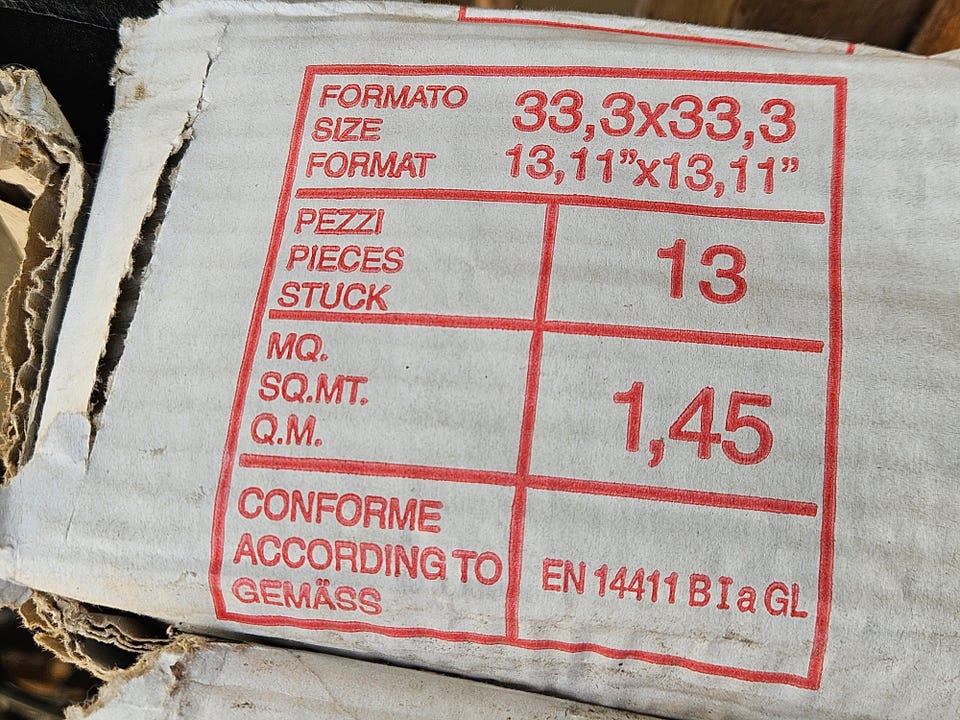 FORMATO
SIZE
FORMAT
33,3x33,3
13,11”x13,11”
PEZZI
PIECES
STUCK
13
MQ.
SQ.MT.
Q.M.
1,45
CONFORME
ACCORDING TO
GEMÄSS
EN 14411 B I a GL